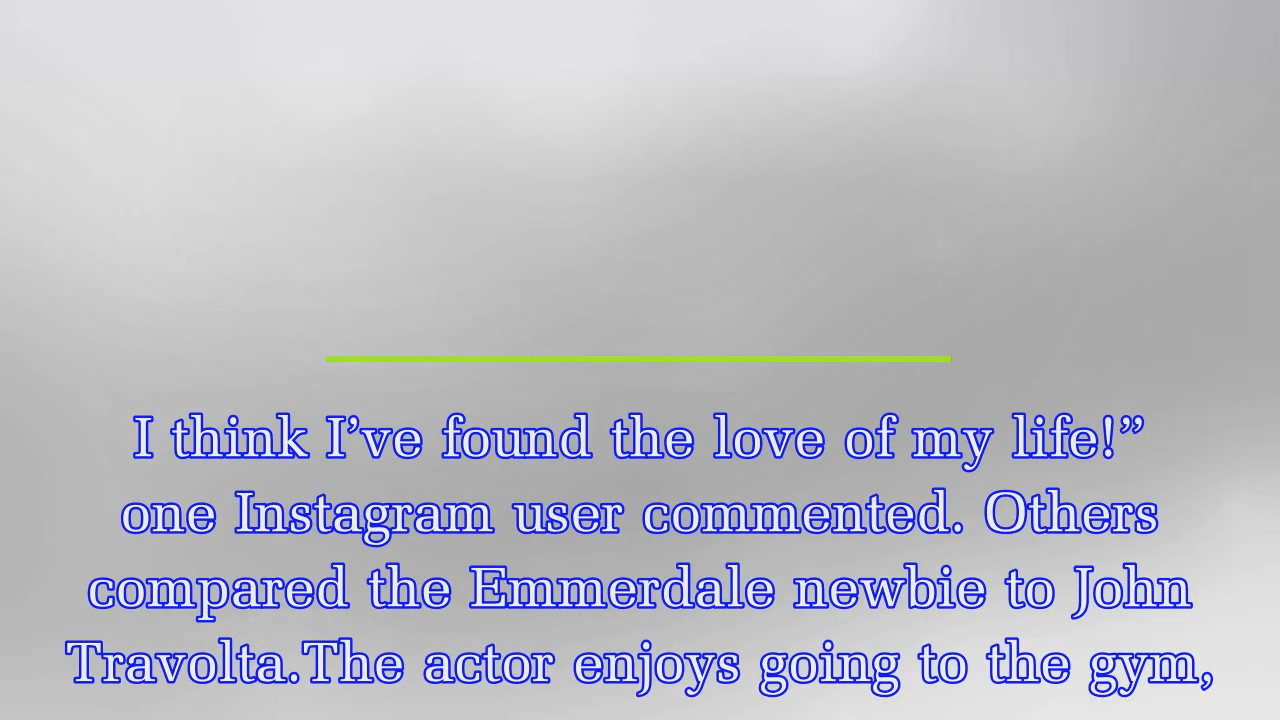 I think I’ve found the love of my life!”
one Instagram user commented. Others
compared the Emmerdale newbie to John
Travolta.The actor enjoys going to the gym,